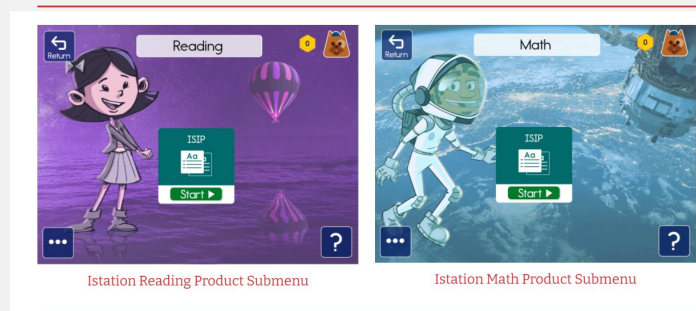 Reading
0
Return
ISIP
Aa
Start
...
?
Istation Reading Product Submenu
Math
0
Return
ISIP
Aa
Start
...
?
Istation Math Product Submenu